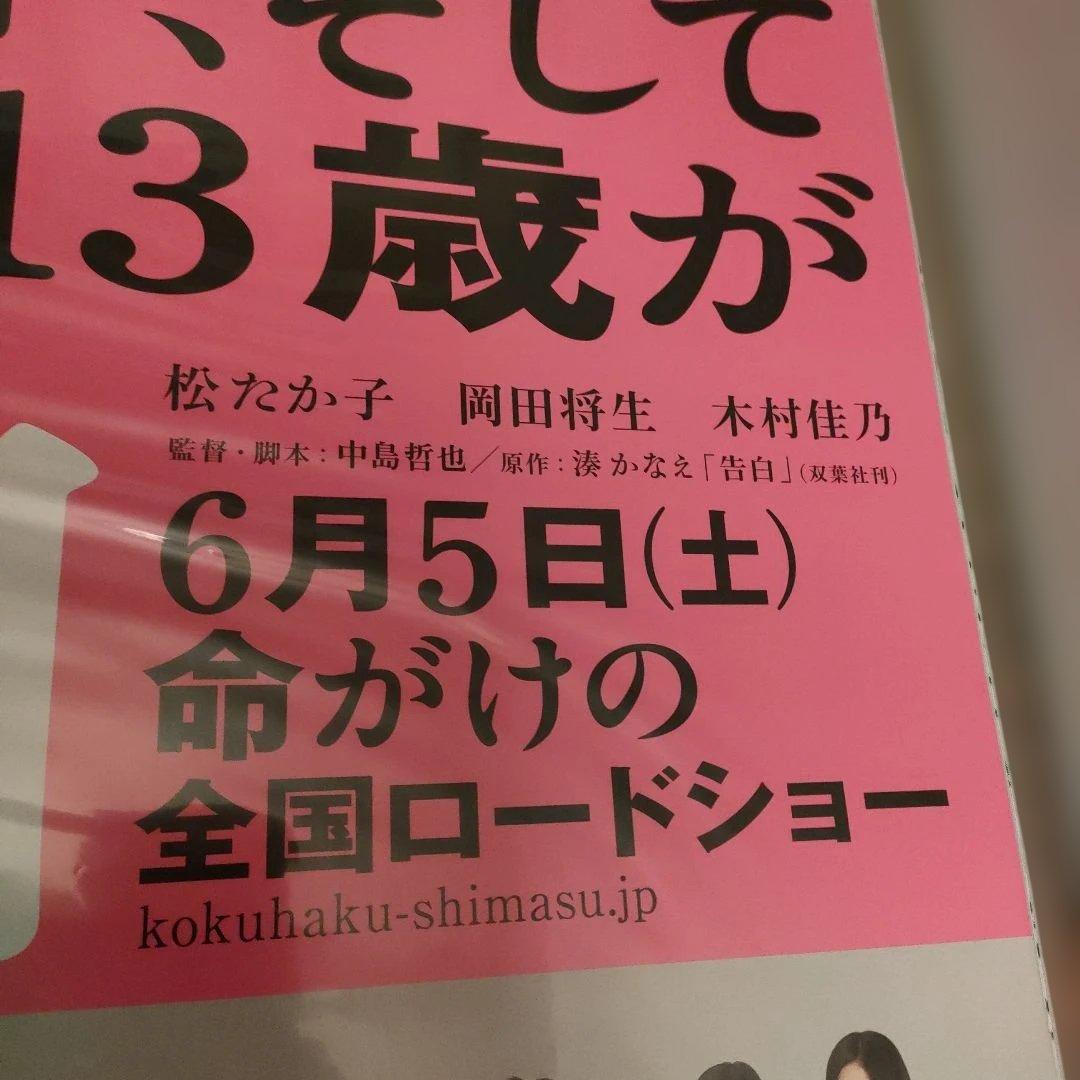 、そして
13歳が
松たか子　岡田将生　木村佳乃
監督・脚本：中島哲也／原作：湊かなえ「告白」（双葉社刊）
6月5日（土）
命がけの
全国ロードショー
kokuhaku-shimasu.jp